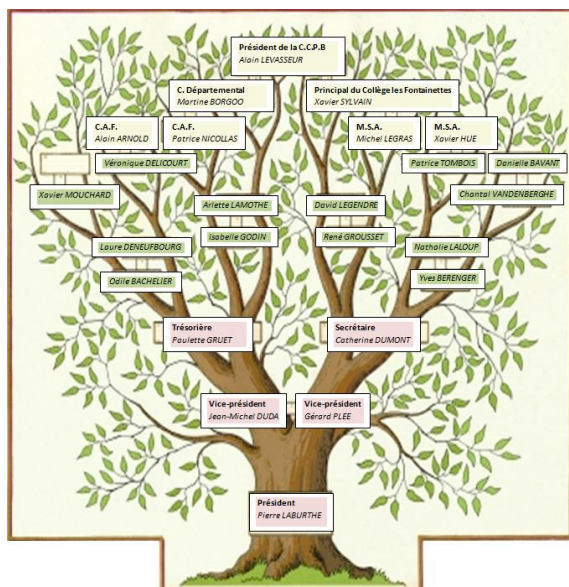 Président de la C.C.P.B
Alain LEVASSEUR
C. Départemental
Martine BORGOO
Principal du Collège les Fontainettes
Xavier SYLVAIN
C.A.F.
Alain ARNOLD
C.A.F.
Patrice NICOLLAS
M.S.A.
Michel LEGRAS
M.S.A.
Xavier HUE
Véronique DELICOURT
Patrice TOMBOIS
Danielle BAVANT
Xavier MOUCHARD
Arlette LAMOTHE
David LEGENDRE
Chantal VANDENBERGHE
Isabelle GODIN
René GROUSSET
Laure DENEUFBOURG
Nathalie LALOUP
Odile BACHELIER
Yves BERENGER
Trésorière
Paulette GRUET
Secrétaire
Catherine DUMONT
Vice-président
Jean-Michel DUDA
Vice-président
Gérard PLEE
Président
Pierre LABURTHE